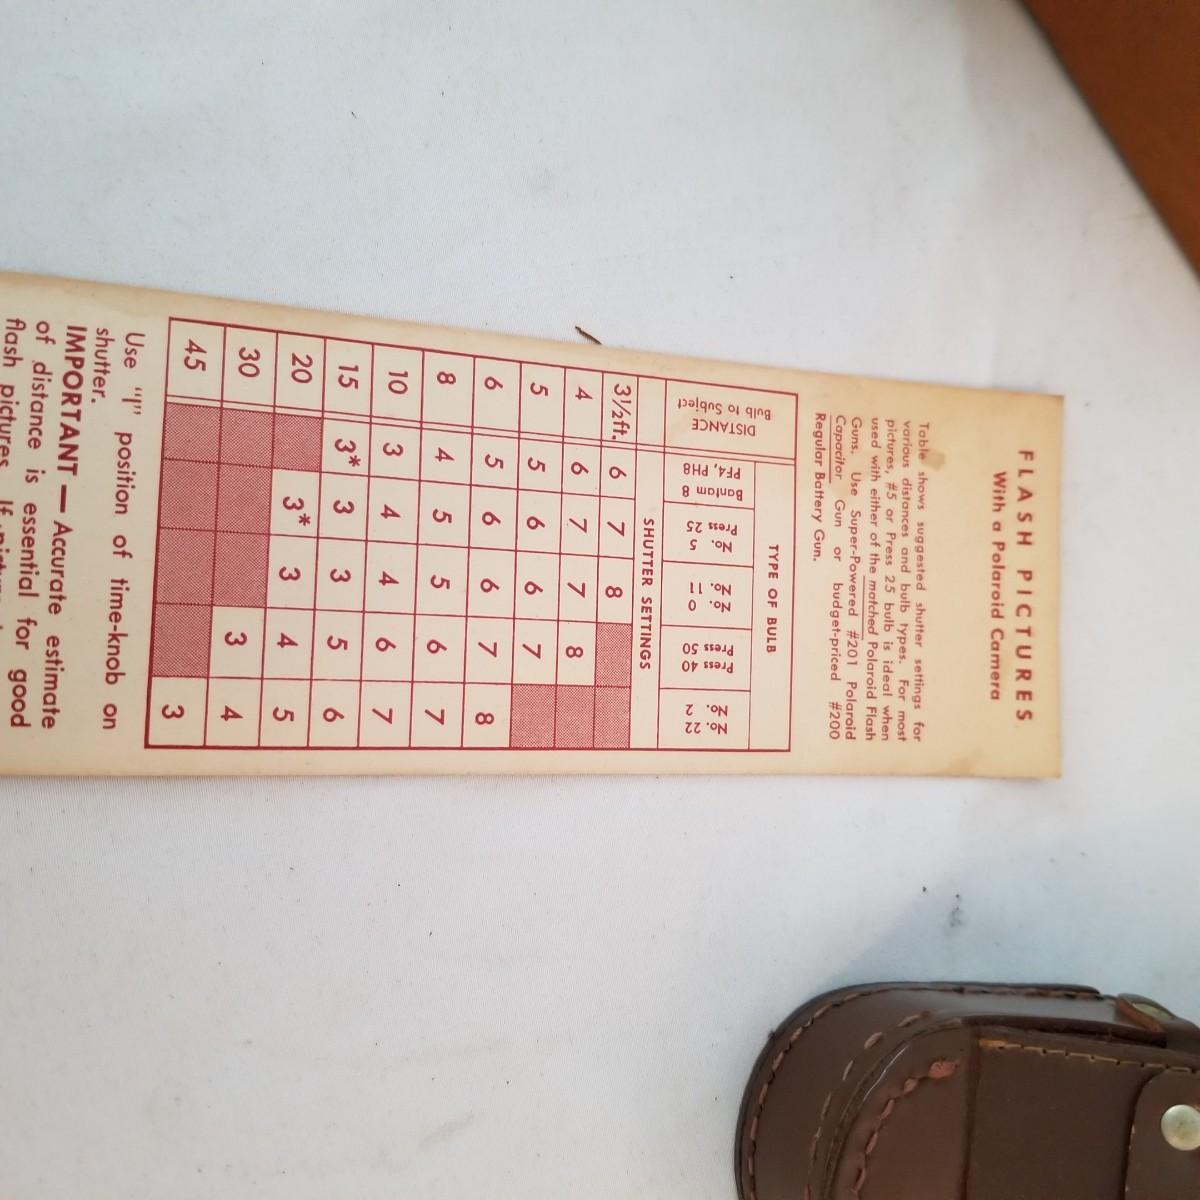 FLASH PICTURES
With a Polaroid Camera
Table shows suggested shutter settings for
various distances and bulb types. For most
pictures, #5 or Press 25 bulb is ideal when
used with either of the matched Polaroid Flash
Guns. Use Super-Powered #201 Polaroid
Capacitor Gun or budget-priced #200
Regular Battery Gun.
TYPE OF BULB
DISTANCE Bulb to Subject | Bantam 8 PF4, PH8 | No. 5 Press 25 | No. 0 No. 11 | Press 40 Press 50 | No. 22 No. 2
SHUTTER SETTINGS
3½ft. 6 7 8
4 6 7 7 8
5 5 6 6 7
6 5 6 6 7 8
8 4 5 5 6 7
10 3 4 4 6 7
15 3* 3 3 5 6
20 3* 3 4 5
30 3 4
45 3
Use "I" position of time-knob on
shutter.
IMPORTANT — Accurate estimate
of distance is essential for good
flash pictures. If